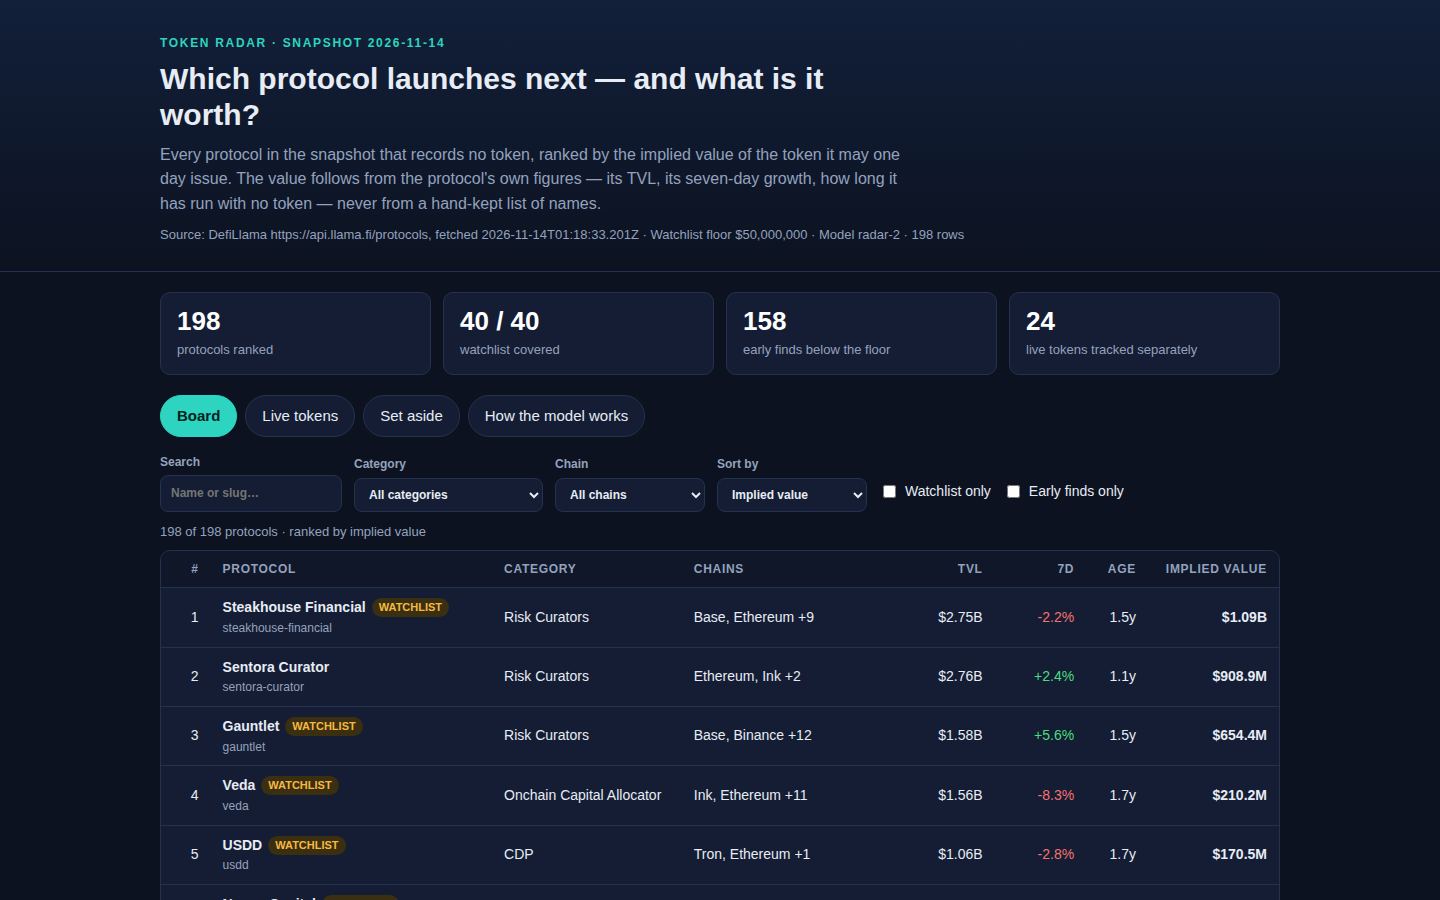 TOKEN RADAR · SNAPSHOT 2026-11-14
Which protocol launches next — and what is it
worth?
Every protocol in the snapshot that records no token, ranked by the implied value of the token it may one
day issue. The value follows from the protocol's own figures — its TVL, its seven-day growth, how long it
has run with no token — never from a hand-kept list of names.
Source: DefiLlama https://api.llama.fi/protocols, fetched 2026-11-14T01:18:33.201Z · Watchlist floor $50,000,000 · Model radar-2 · 198 rows
198 40 / 40 158 24
protocols ranked watchlist covered early finds below the floor live tokens tracked separately
Board Live tokens Set aside How the model works
Search Category Chain Sort by
Name or slug… All categories All chains Implied value Watchlist only Early finds only
198 of 198 protocols · ranked by implied value
# PROTOCOL CATEGORY CHAINS TVL 7D AGE IMPLIED VALUE
1 Steakhouse Financial WATCHLIST Risk Curators Base, Ethereum +9 $2.75B -2.2% 1.5y $1.09B
steakhouse-financial
2 Sentora Curator Risk Curators Ethereum, Ink +2 $2.76B +2.4% 1.1y $908.9M
sentora-curator
3 Gauntlet WATCHLIST Risk Curators Base, Binance +12 $1.58B +5.6% 1.5y $654.4M
gauntlet
4 Veda WATCHLIST Onchain Capital Allocator Ink, Ethereum +11 $1.56B -8.3% 1.7y $210.2M
veda
5 USDD WATCHLIST CDP Tron, Ethereum +1 $1.06B -2.8% 1.7y $170.5M
usdd